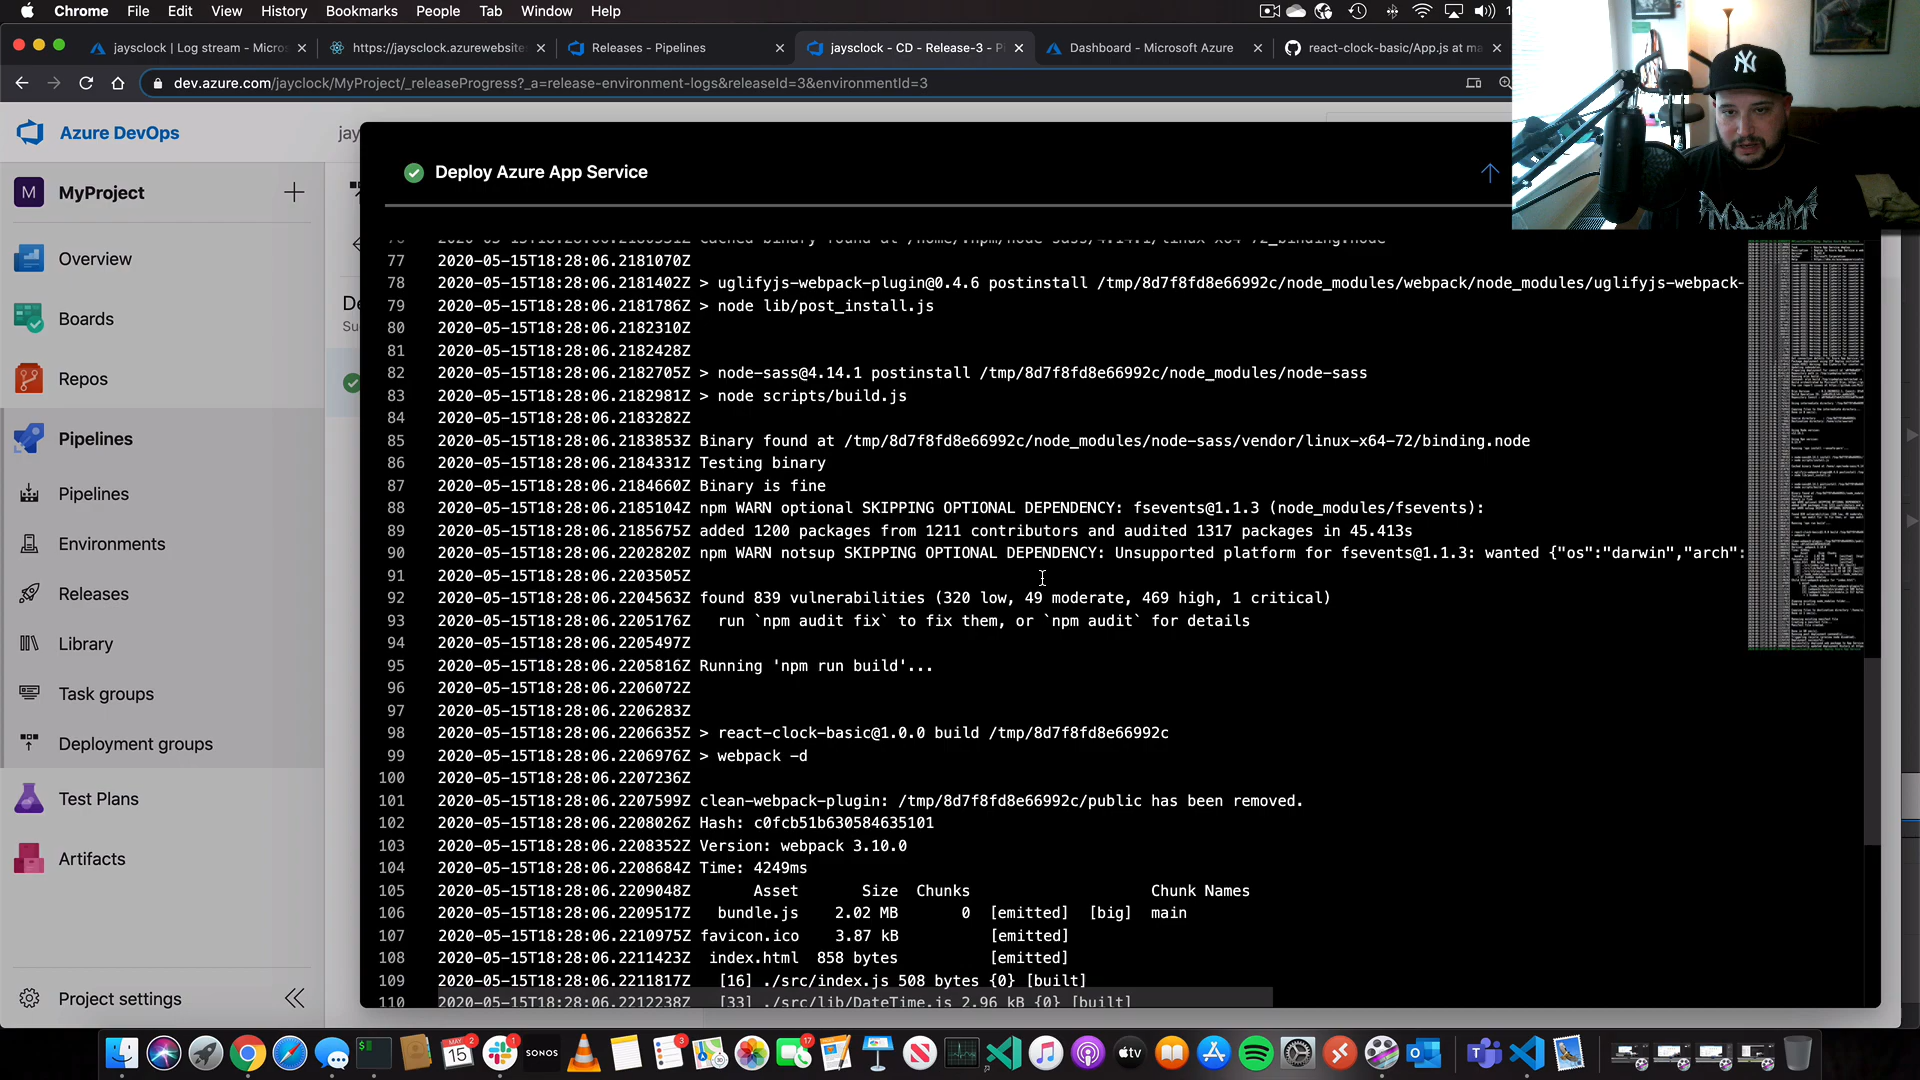 Chrome File Edit View History Bookmarks People Tab Window Help
jaysclock | Log stream - Micros
https://jaysclock.azurewebsite
Releases - Pipelines
jaysclock - CD - Release-3 - P
Dashboard - Microsoft Azure
react-clock-basic/App.js at ma
dev.azure.com/jayclock/MyProject/_releaseProgress?_a=release-environment-logs&releaseId=3&environmentId=3
Azure DevOps
jay
M MyProject
Overview
Boards
Repos
Pipelines
Pipelines
Environments
Releases
Library
Task groups
Deployment groups
Test Plans
Artifacts
Project settings
De
Su
Deploy Azure App Service
77 2020-05-15T18:28:06.2181070Z
78 2020-05-15T18:28:06.2181402Z > uglifyjs-webpack-plugin@0.4.6 postinstall /tmp/8d7f8fd8e66992c/node_modules/webpack/node_modules/uglifyjs-webpack-
79 2020-05-15T18:28:06.2181786Z > node lib/post_install.js
80 2020-05-15T18:28:06.2182310Z
81 2020-05-15T18:28:06.2182428Z
82 2020-05-15T18:28:06.2182705Z > node-sass@4.14.1 postinstall /tmp/8d7f8fd8e66992c/node_modules/node-sass
83 2020-05-15T18:28:06.2182981Z > node scripts/build.js
84 2020-05-15T18:28:06.2183282Z
85 2020-05-15T18:28:06.2183853Z Binary found at /tmp/8d7f8fd8e66992c/node_modules/node-sass/vendor/linux-x64-72/binding.node
86 2020-05-15T18:28:06.2184331Z Testing binary
87 2020-05-15T18:28:06.2184660Z Binary is fine
88 2020-05-15T18:28:06.2185104Z npm WARN optional SKIPPING OPTIONAL DEPENDENCY: fsevents@1.1.3 (node_modules/fsevents):
89 2020-05-15T18:28:06.2185675Z added 1200 packages from 1211 contributors and audited 1317 packages in 45.413s
90 2020-05-15T18:28:06.2202820Z npm WARN notsup SKIPPING OPTIONAL DEPENDENCY: Unsupported platform for fsevents@1.1.3: wanted {"os":"darwin","arch":
91 2020-05-15T18:28:06.2203505Z
92 2020-05-15T18:28:06.2204563Z found 839 vulnerabilities (320 low, 49 moderate, 469 high, 1 critical)
93 2020-05-15T18:28:06.2205176Z run `npm audit fix` to fix them, or `npm audit` for details
94 2020-05-15T18:28:06.2205497Z
95 2020-05-15T18:28:06.2205816Z Running 'npm run build'...
96 2020-05-15T18:28:06.2206072Z
97 2020-05-15T18:28:06.2206283Z
98 2020-05-15T18:28:06.2206635Z > react-clock-basic@1.0.0 build /tmp/8d7f8fd8e66992c
99 2020-05-15T18:28:06.2206976Z > webpack -d
100 2020-05-15T18:28:06.2207236Z
101 2020-05-15T18:28:06.2207599Z clean-webpack-plugin: /tmp/8d7f8fd8e66992c/public has been removed.
102 2020-05-15T18:28:06.2208026Z Hash: c0fcb51b630584635101
103 2020-05-15T18:28:06.2208352Z Version: webpack 3.10.0
104 2020-05-15T18:28:06.2208684Z Time: 4249ms
105 2020-05-15T18:28:06.2209048Z Asset Size Chunks Chunk Names
106 2020-05-15T18:28:06.2209517Z bundle.js 2.02 MB 0 [emitted] [big] main
107 2020-05-15T18:28:06.2210975Z favicon.ico 3.87 kB [emitted]
108 2020-05-15T18:28:06.2211423Z index.html 858 bytes [emitted]
109 2020-05-15T18:28:06.2211817Z [16] ./src/index.js 508 bytes {0} [built]
110 2020-05-15T18:28:06.2212238Z [33] ./src/lib/DateTime.js 2.96 kB {0} [built]
MAY
15
SONOS
tv